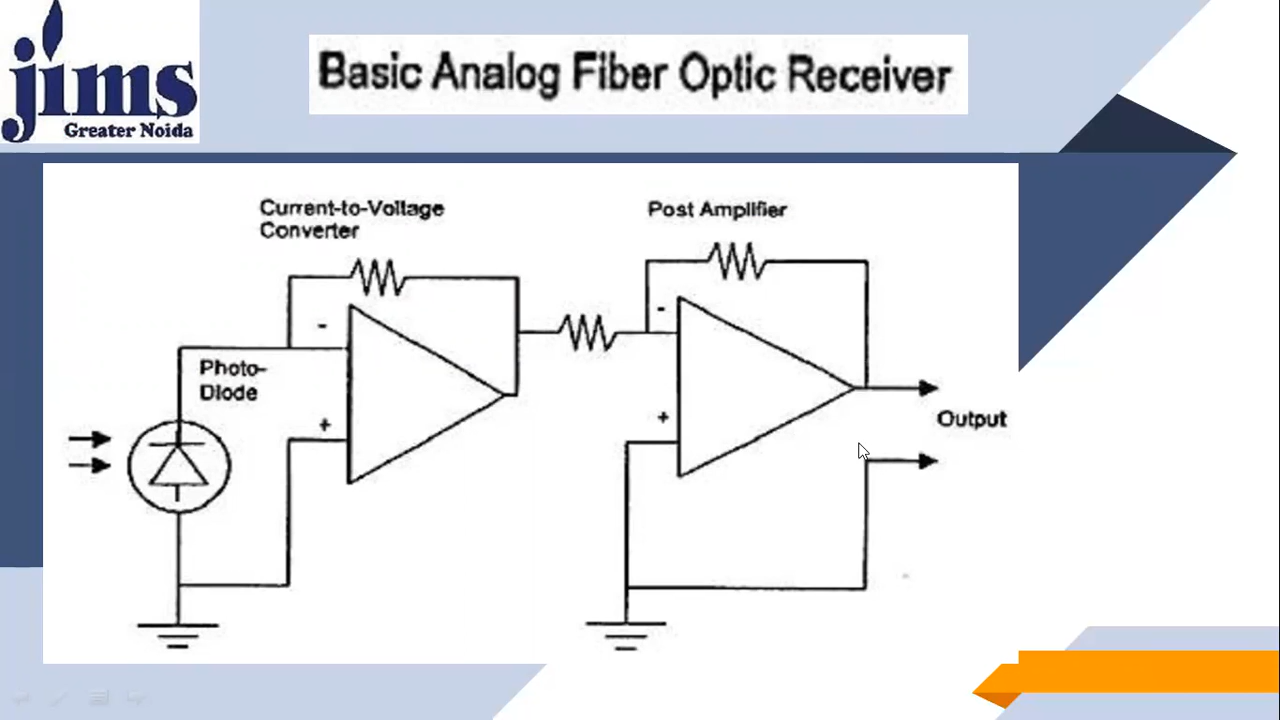 jims
Greater Noida
Basic Analog Fiber Optic Receiver
Current-to-Voltage
Converter
Post Amplifier
-
-
Photo-
Diode
+
+
Output